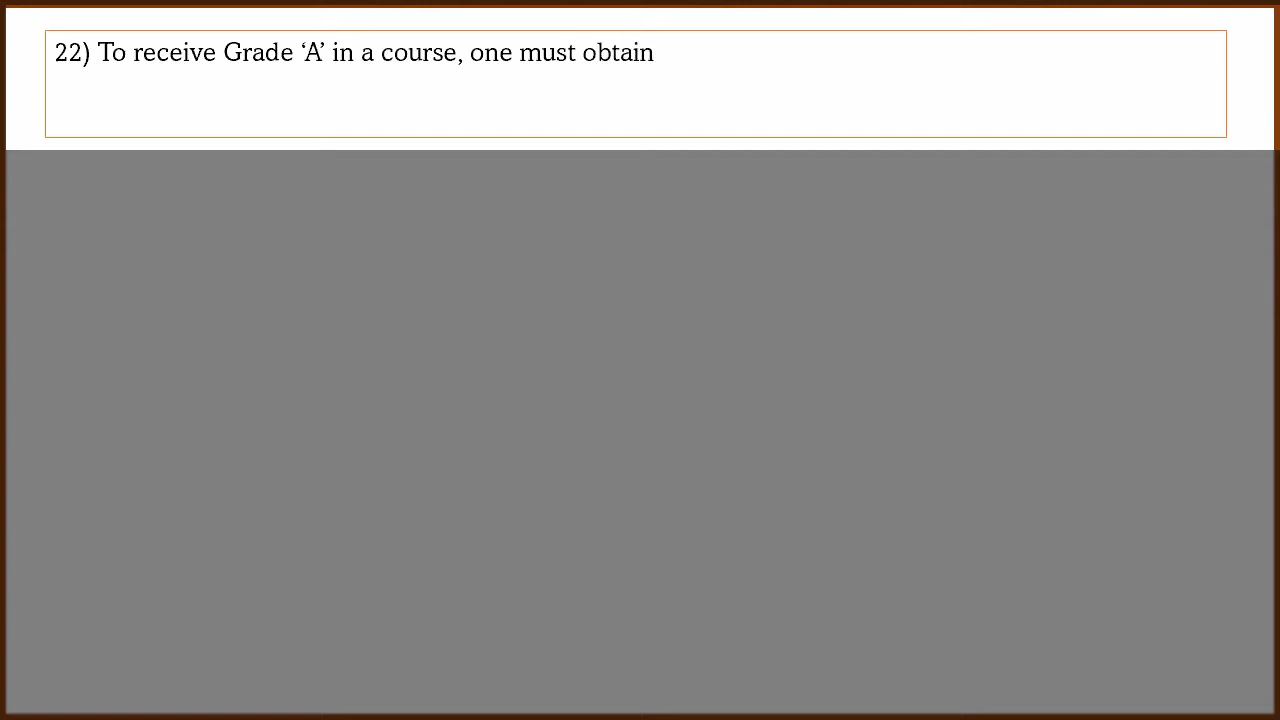 22) To receive Grade ‘A’ in a course, one must obtain